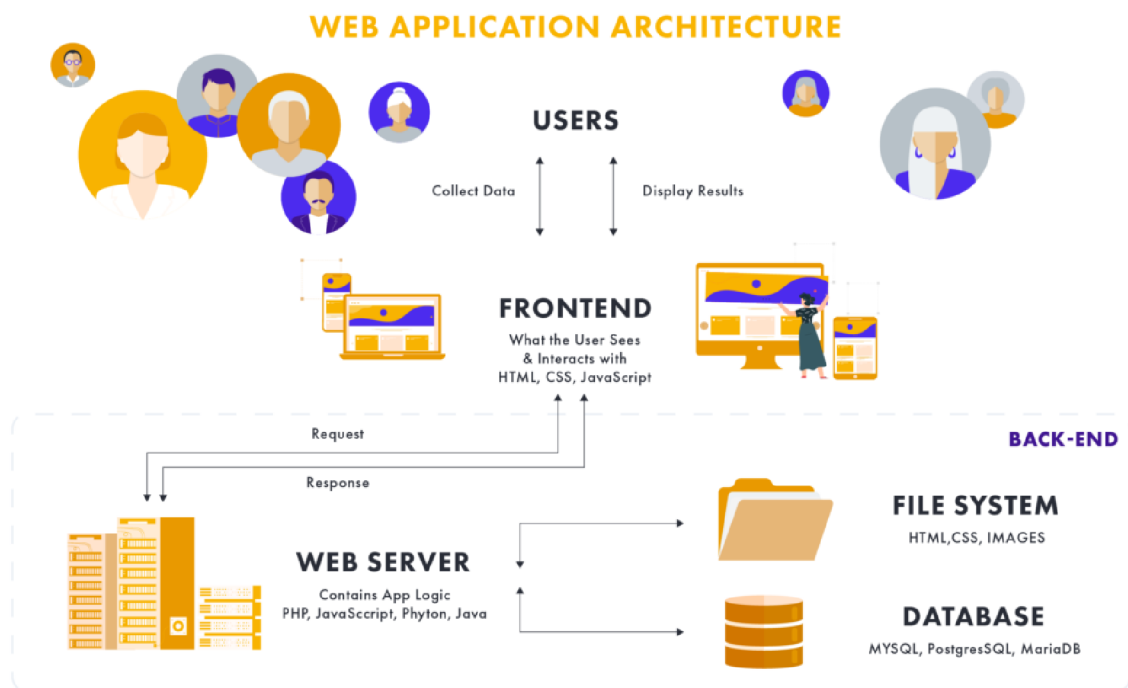 WEB APPLICATION ARCHITECTURE
USERS
Collect Data
Display Results
FRONTEND
What the User Sees
& Interacts with
HTML, CSS, JavaScript
BACK-END
Request
Response
FILE SYSTEM
HTML,CSS, IMAGES
WEB SERVER
Contains App Logic
PHP, JavaSccript, Phyton, Java
DATABASE
MYSQL, PostgresSQL, MariaDB